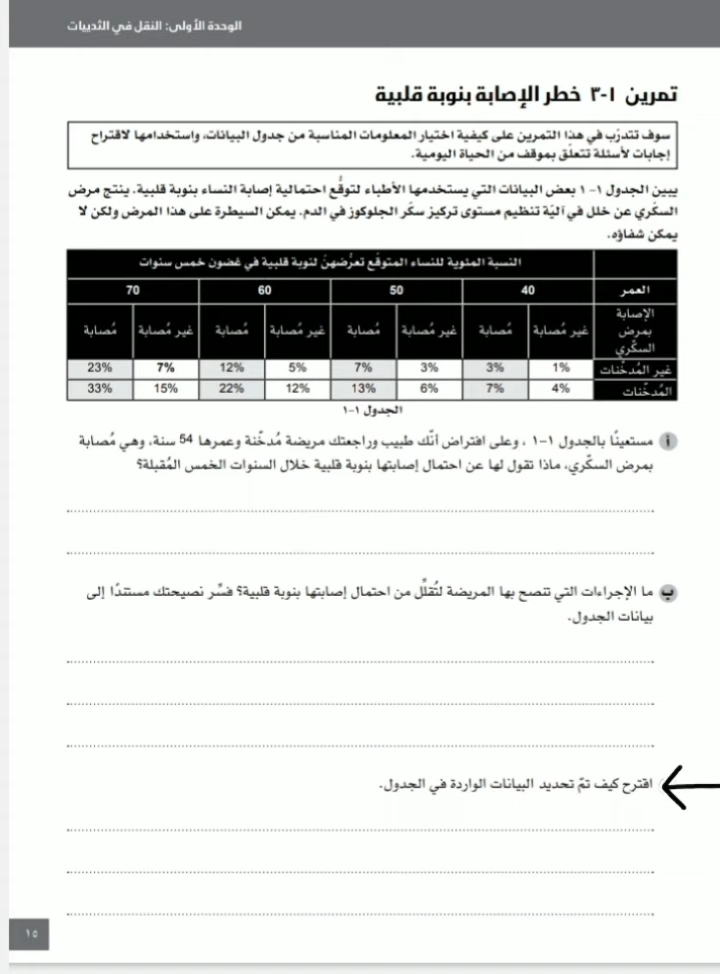 الوحدة الأولى: النقل في الثدييات
تمرين ١-٣ خطر الإصابة بنوبة قلبية
سوف تتدرّب في هذا التمرين على كيفية اختيار المعلومات المناسبة من جدول البيانات، واستخدامها لاقتراح
إجابات لأسئلة تتعلّق بموقف من الحياة اليومية.
يبين الجدول ١-١ بعض البيانات التي يستخدمها الأطباء لتوقُّع احتمالية إصابة النساء بنوبة قلبية. ينتج مرض
السكّري عن خلل في آليّة تنظيم مستوى تركيز سكّر الجلوكوز في الدم. يمكن السيطرة على هذا المرض ولكن لا
يمكن شفاؤه.
النسبة المئوية للنساء المتوقَّع تعرُّضهنّ لنوبة قلبية في غضون خمس سنوات
العمر 40 50 60 70
الإصابة بمرض السكّري غير مُصابة مُصابة غير مُصابة مُصابة غير مُصابة مُصابة غير مُصابة مُصابة
غير المُدخّنات 1% 3% 3% 7% 5% 12% 7% 23%
المُدخّنات 4% 7% 6% 13% 12% 22% 15% 33%
الجدول ١-١
أ مستعينًا بالجدول ١-١ ، وعلى افتراض أنّك طبيب وراجعتك مريضة مُدخّنة وعمرها 54 سنة، وهي مُصابة
بمرض السكّري، ماذا تقول لها عن احتمال إصابتها بنوبة قلبية خلال السنوات الخمس المُقبلة؟
ب ما الإجراءات التي تنصح بها المريضة لتُقلّل من احتمال إصابتها بنوبة قلبية؟ فسّر نصيحتك مستندًا إلى
بيانات الجدول.
اقترح كيف تمّ تحديد البيانات الواردة في الجدول.
١٥